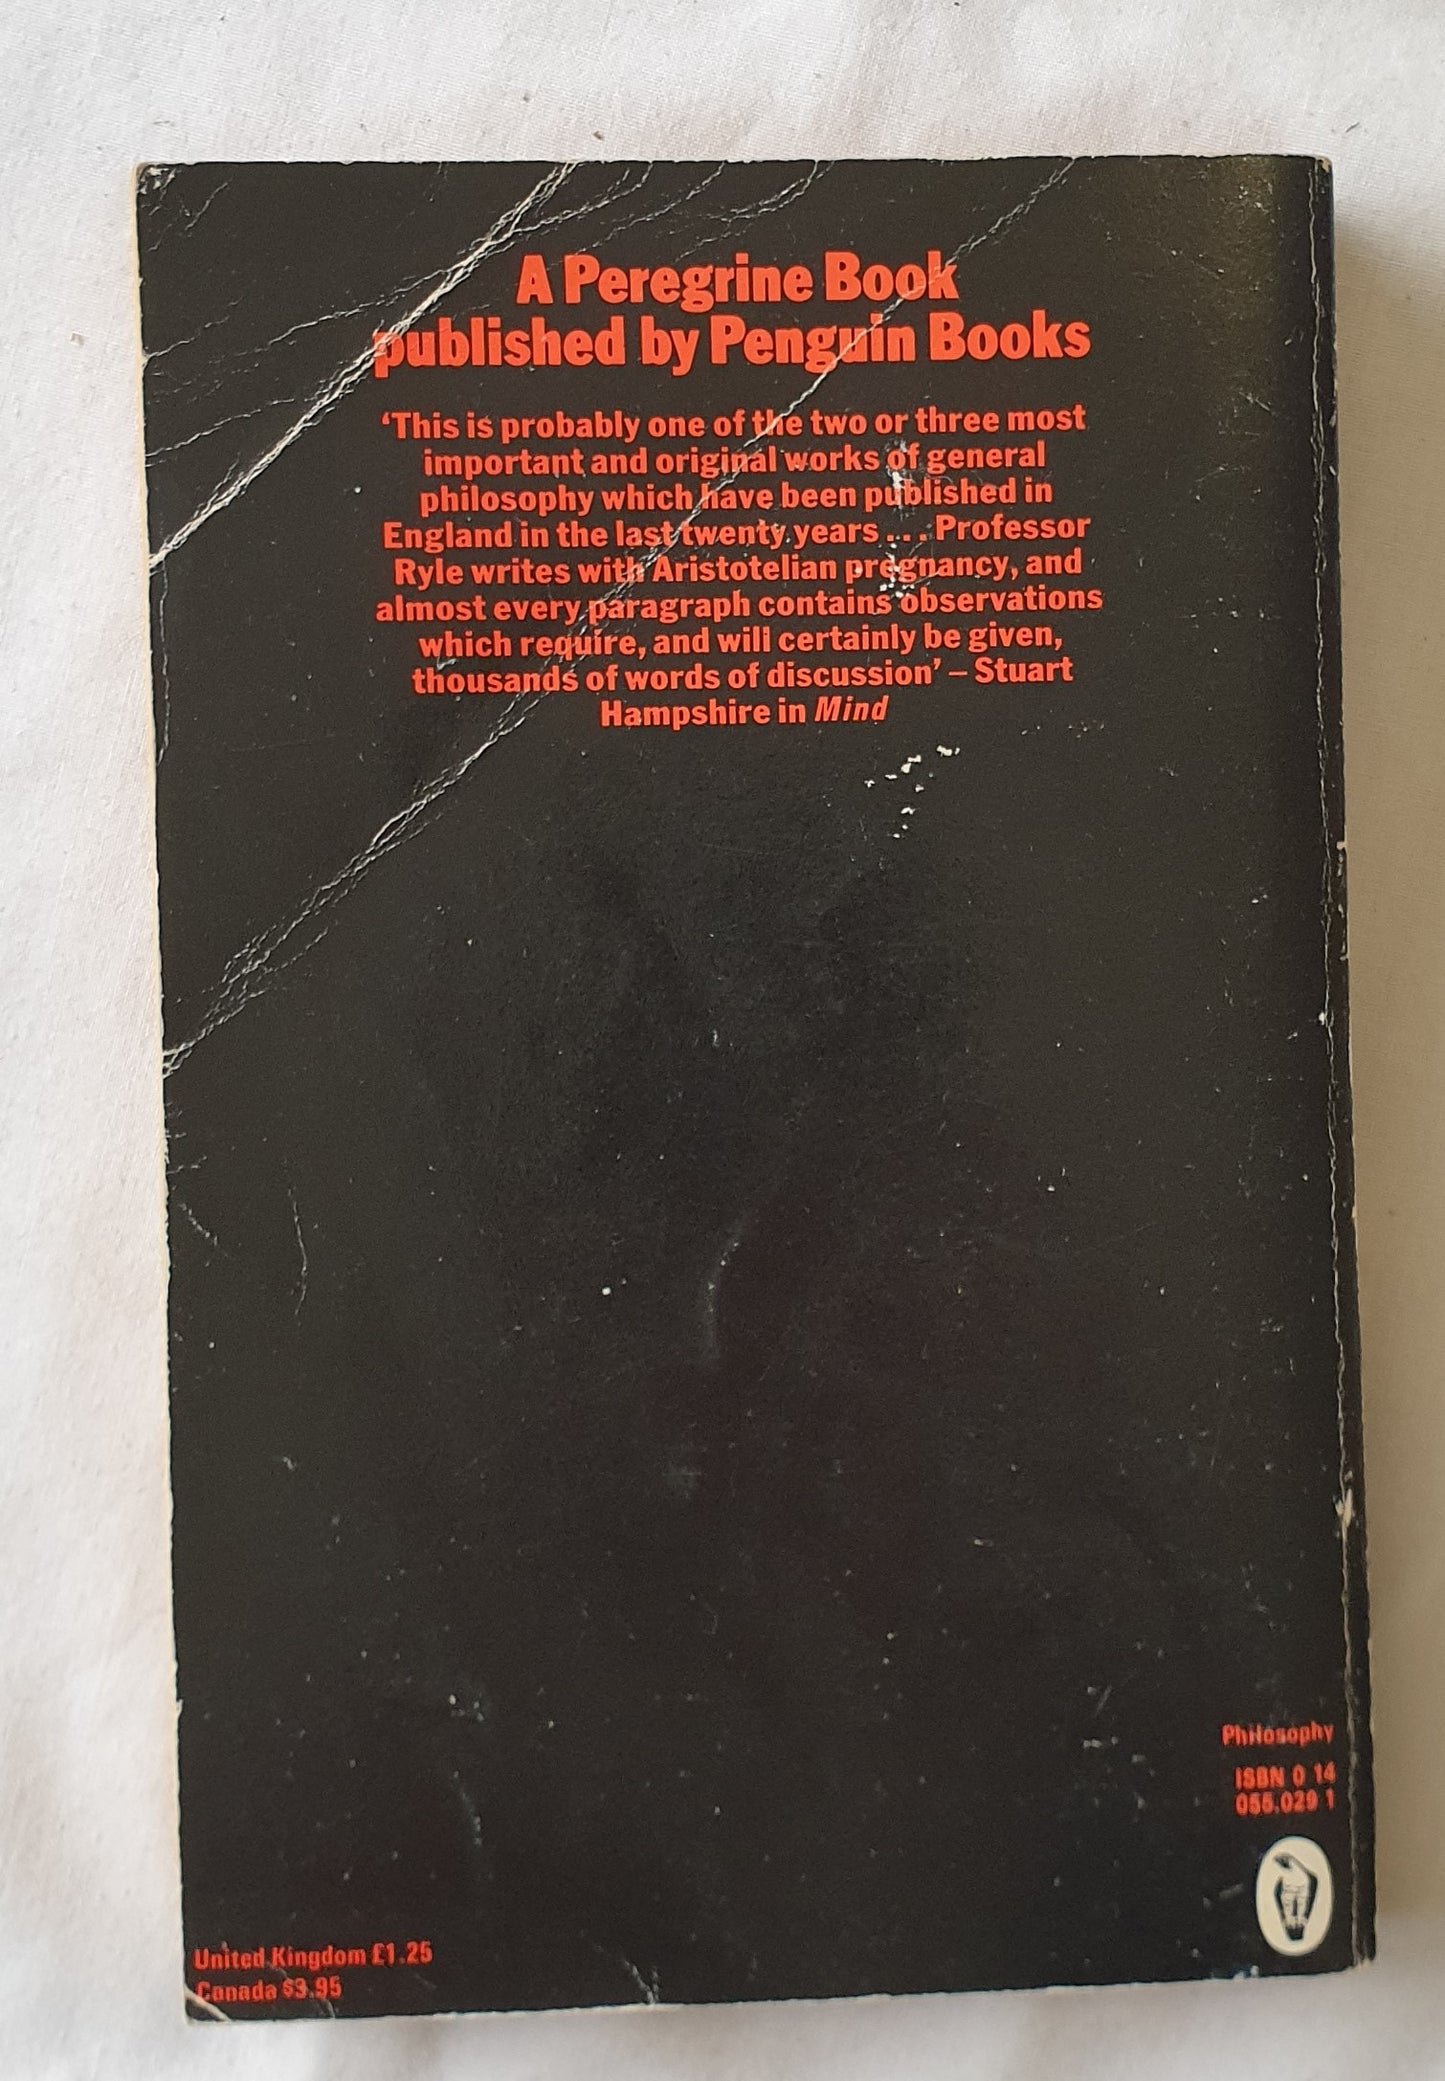 A Peregrine Book
published by Penguin Books
‘This is probably one of the two or three most
important and original works of general
philosophy which have been published in
England in the last twenty years ... Professor
Ryle writes with Aristotelian pregnancy, and
almost every paragraph contains observations
which require, and will certainly be given,
thousands of words of discussion’ – Stuart
Hampshire in Mind
Philosophy
ISBN 0 14
055.029 1
United Kingdom £1.25
Canada $3.95